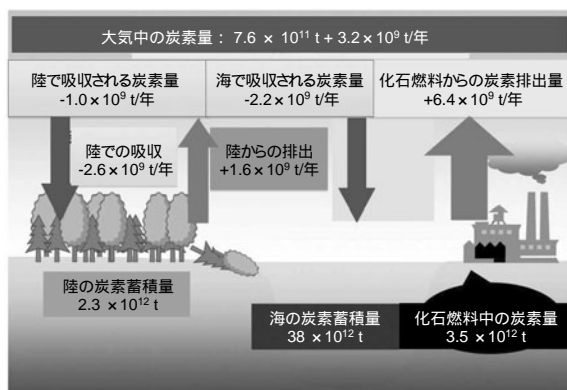 大気中の炭素量： 7.6 × 10¹¹ t + 3.2×10⁹ t/年
陸で吸収される炭素量
-1.0×10⁹ t/年
海で吸収される炭素量
-2.2×10⁹ t/年
化石燃料からの炭素排出量
+6.4×10⁹ t/年
陸での吸収
-2.6×10⁹ t/年
陸からの排出
+1.6×10⁹ t/年
陸の炭素蓄積量
2.3 ×10¹² t
海の炭素蓄積量
38 ×10¹² t
化石燃料中の炭素量
3.5 ×10¹² t